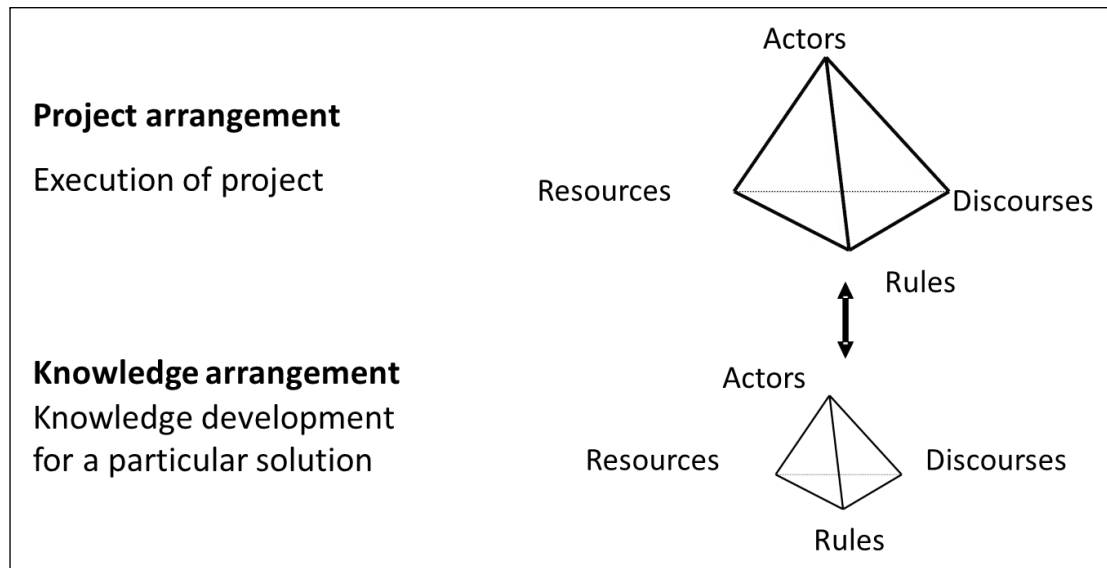 Actors
Project arrangement
Execution of project
Resources
Discourses
Rules
Knowledge arrangement
Actors
Knowledge development
for a particular solution
Resources
Discourses
Rules